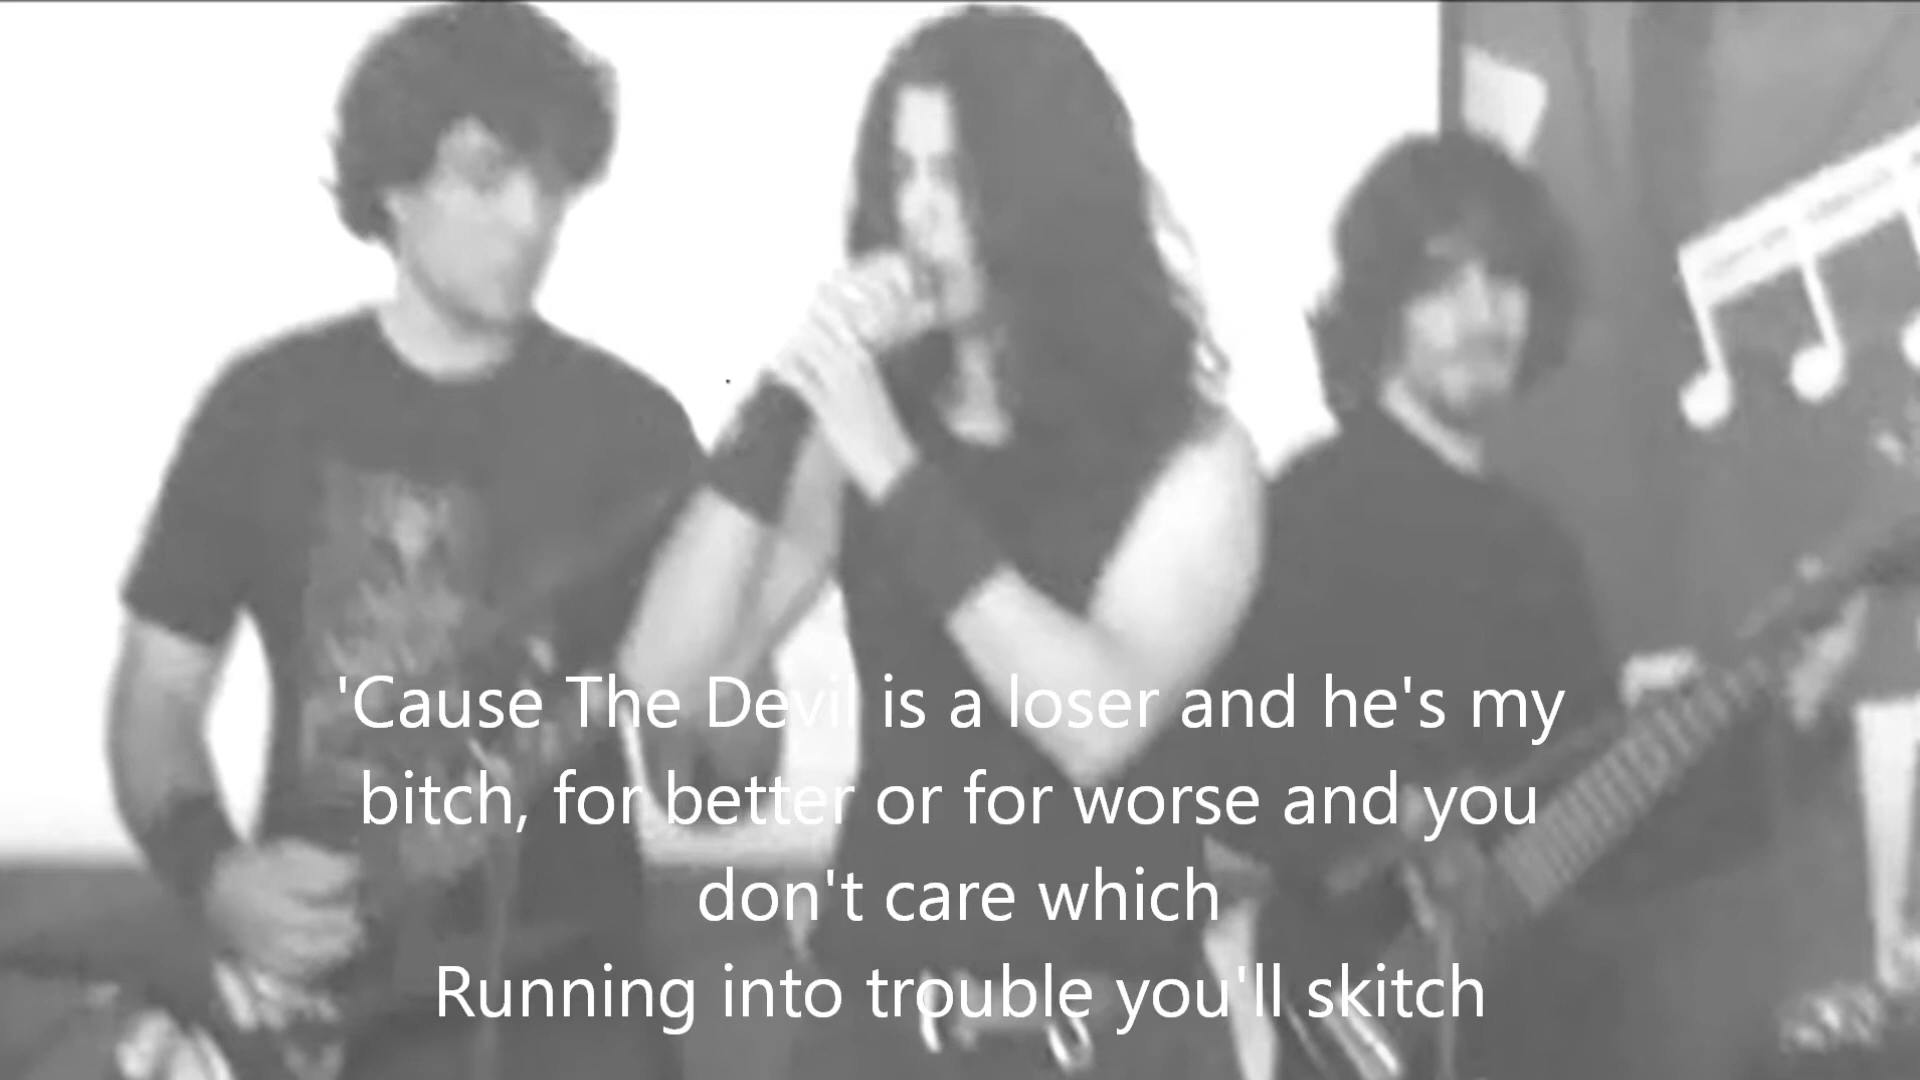 'Cause The Devil is a loser and he's my
bitch, for better or for worse and you
don't care which
Running into trouble you'll skitch